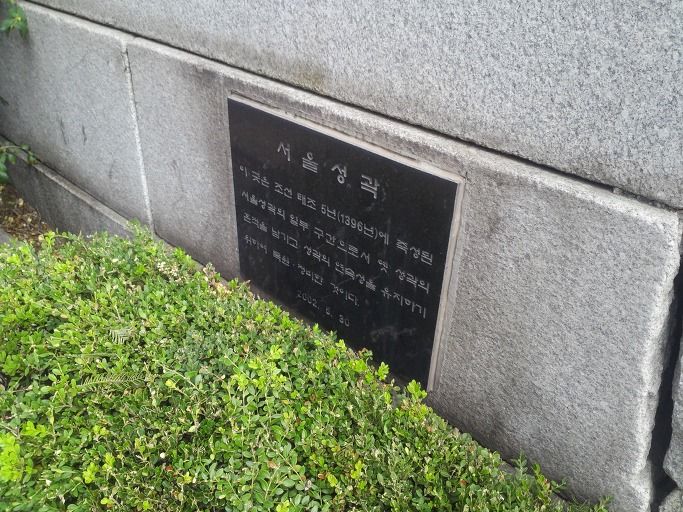 서울성곽
이 곳은 조선 태조 5년(1396년)에 축성된
서울성곽의 일부 구간으로서 옛 성곽의
흔적을 남기고 성곽의 연속성을 유지하기
위하여 복원·정비한 것이다.
2002. 6. 30